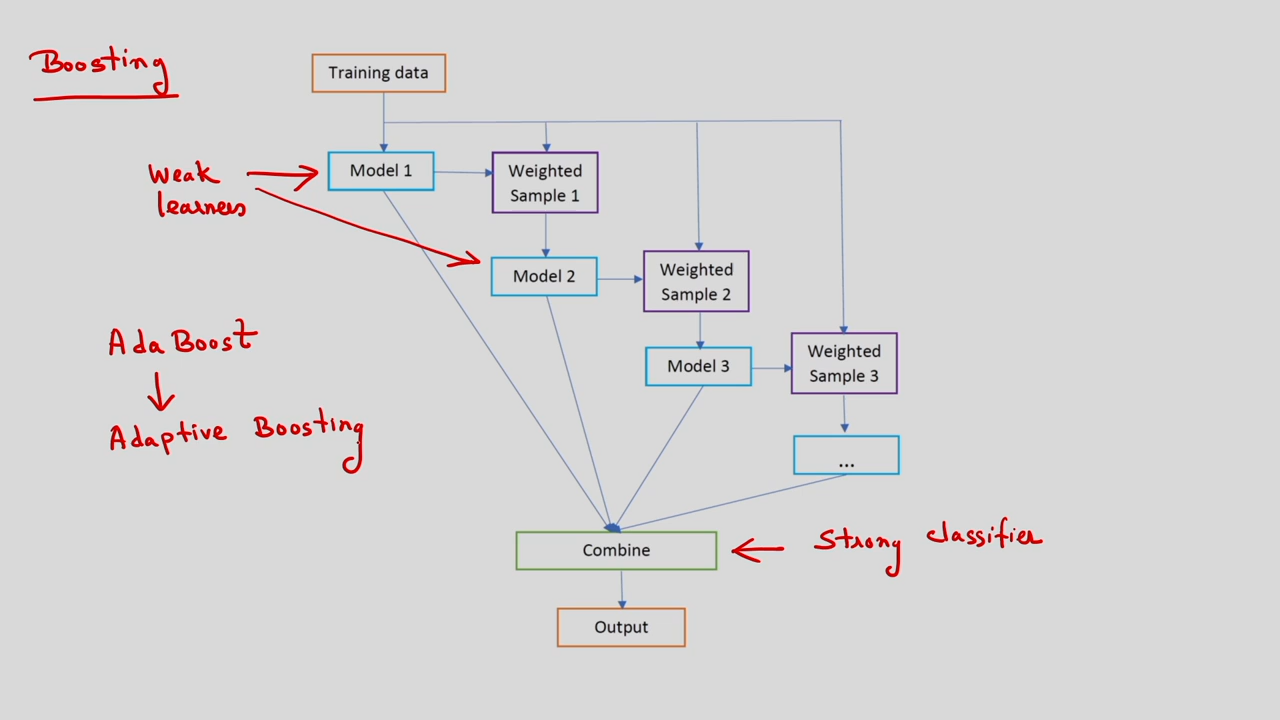 Boosting
Training data
Model 1
Weighted
Sample 1
Weak
learners
Model 2
Weighted
Sample 2
AdaBoost
Model 3
Weighted
Sample 3
Adaptive Boosting
...
Combine
Strong classifier
Output